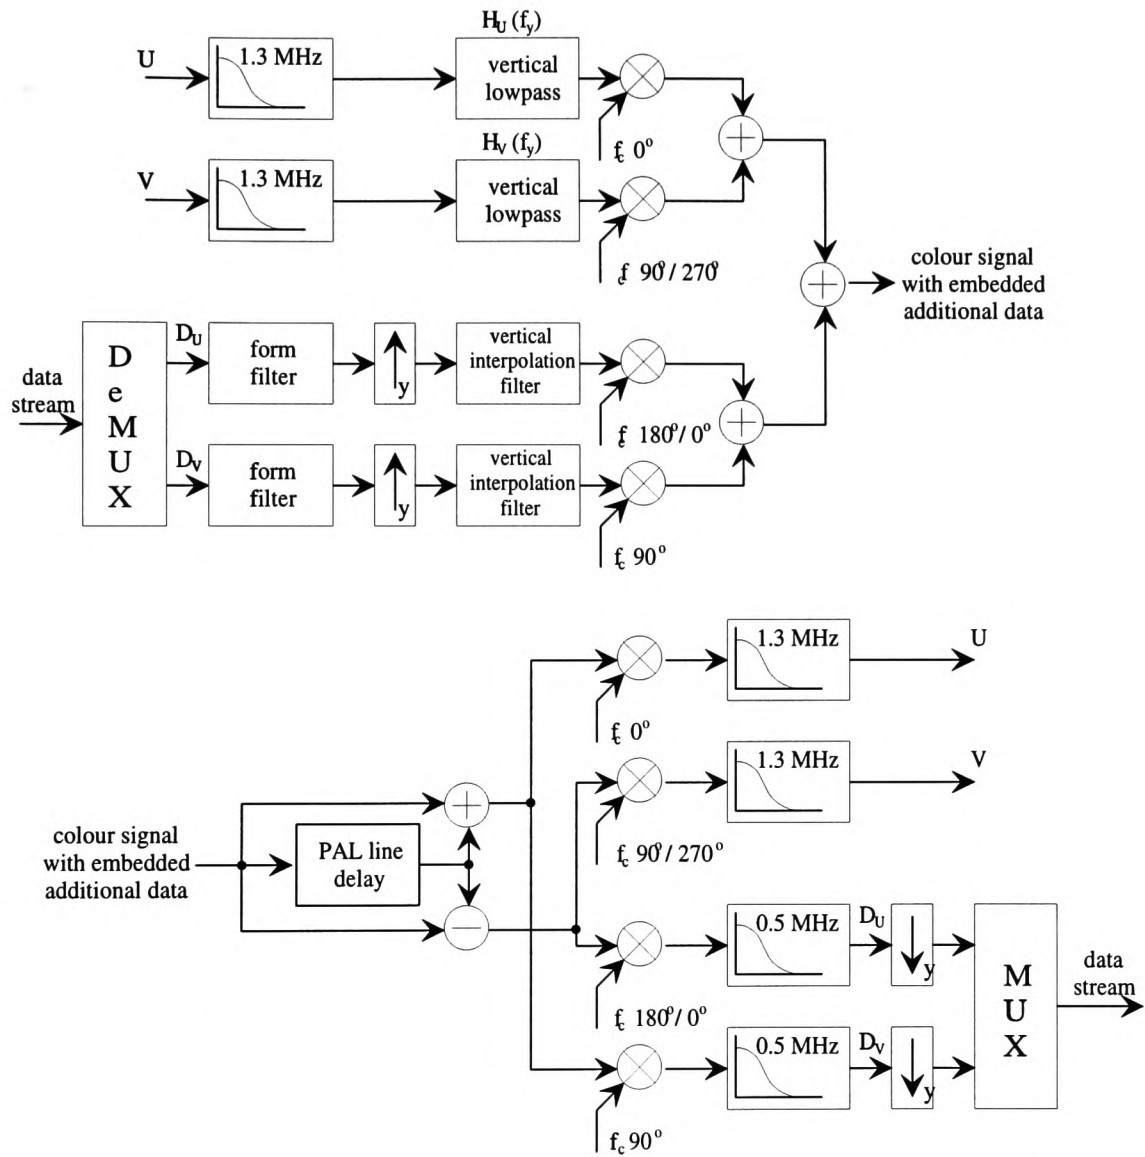 H_U (f_y)
U
1.3 MHz
vertical
lowpass
f_c 0°
H_V (f_y)
V
1.3 MHz
vertical
lowpass
f_c 90°/ 270°
colour signal
with embedded
additional data
data
stream
DeMUX
D_U
form
filter
y
vertical
interpolation
filter
f_c 180°/ 0°
D_V
form
filter
y
vertical
interpolation
filter
f_c 90°
1.3 MHz
U
f_c 0°
1.3 MHz
V
f_c 90°/ 270°
colour signal
with embedded
additional data
PAL line
delay
0.5 MHz
D_U
y
f_c 180°/ 0°
0.5 MHz
D_V
y
f_c 90°
MUX
data
stream